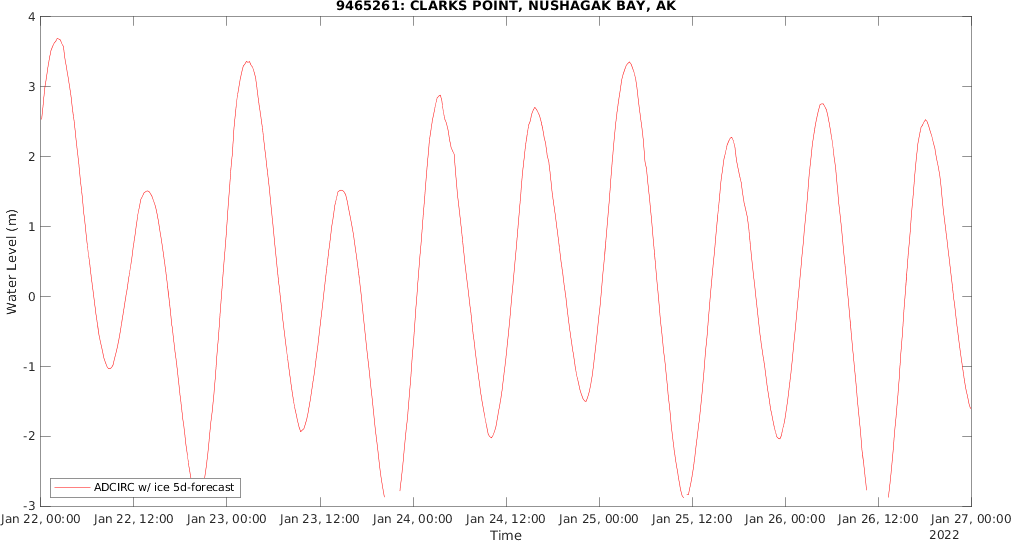 9465261: CLARKS POINT, NUSHAGAK BAY, AK
Water Level (m)
4
3
2
1
0
-1
-2
-3
ADCIRC w/ ice 5d-forecast
Jan 22, 00:00 Jan 22, 12:00 Jan 23, 00:00 Jan 23, 12:00 Jan 24, 00:00 Jan 24, 12:00 Jan 25, 00:00 Jan 25, 12:00 Jan 26, 00:00 Jan 26, 12:00 Jan 27, 00:00
Time
2022